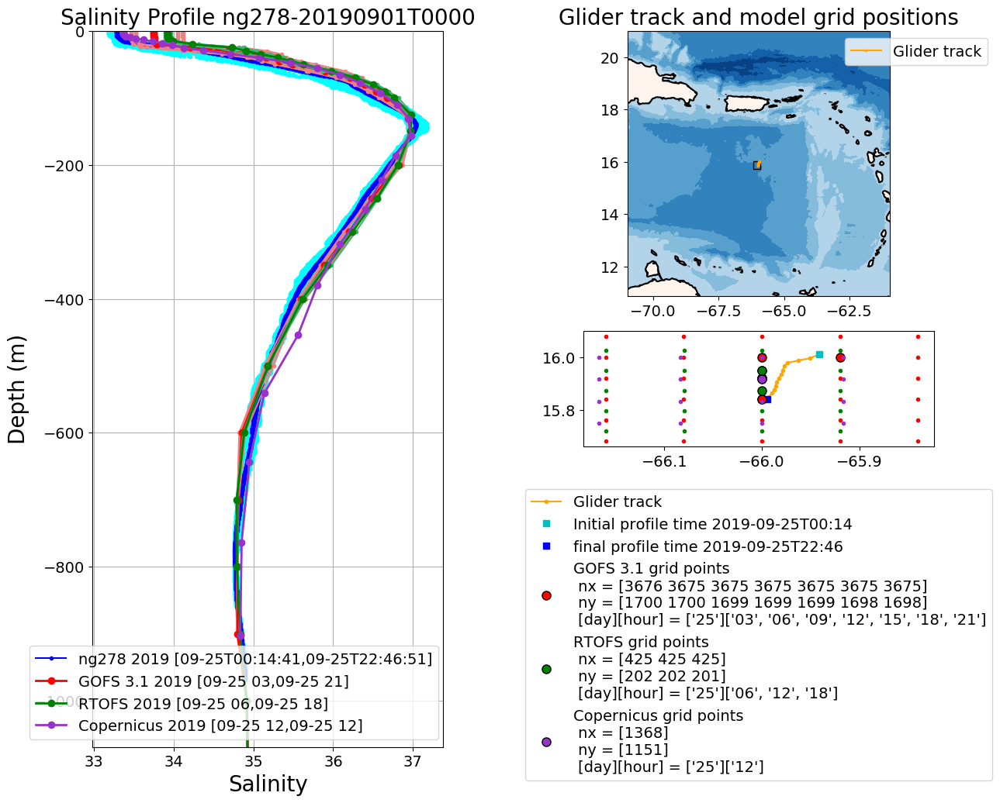 Salinity Profile ng278-20190901T0000
0
−200
−400
−600
−800
−1000
Depth (m)
33
34
35
36
37
Salinity
ng278 2019 [09-25T00:14:41,09-25T22:46:51]
GOFS 3.1 2019 [09-25 03,09-25 21]
RTOFS 2019 [09-25 06,09-25 18]
Copernicus 2019 [09-25 12,09-25 12]
Glider track and model grid positions
Glider track
20
18
16
14
12
−70.0
−67.5
−65.0
−62.5
16.0
15.8
−66.1
−66.0
−65.9
Glider track
Initial profile time 2019-09-25T00:14
final profile time 2019-09-25T22:46
GOFS 3.1 grid points
nx = [3676 3675 3675 3675 3675 3675 3675]
ny = [1700 1700 1699 1699 1699 1698 1698]
[day][hour] = ['25']['03', '06', '09', '12', '15', '18', '21']
RTOFS grid points
nx = [425 425 425]
ny = [202 202 201]
[day][hour] = ['25']['06', '12', '18']
Copernicus grid points
nx = [1368]
ny = [1151]
[day][hour] = ['25']['12']